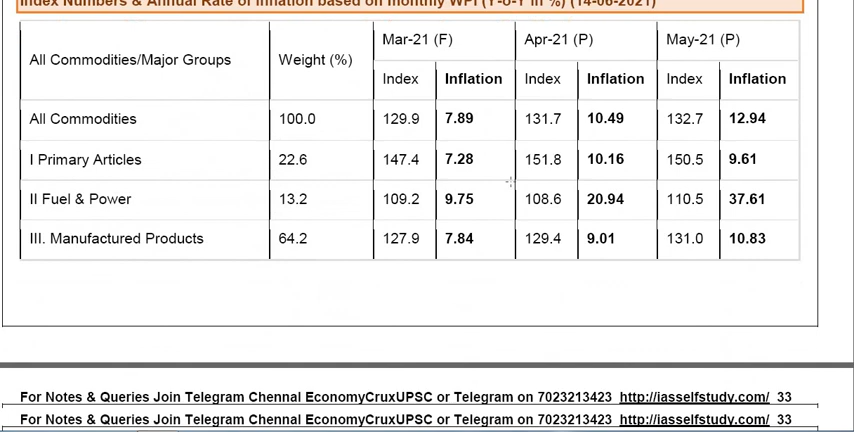 Index Numbers & Annual Rate of Inflation based on monthly WPI (Y-o-Y in %) (14-06-2021)
All Commodities/Major Groups Weight (%) Mar-21 (F) Apr-21 (P) May-21 (P)
Index Inflation Index Inflation Index Inflation
All Commodities 100.0 129.9 7.89 131.7 10.49 132.7 12.94
I Primary Articles 22.6 147.4 7.28 151.8 10.16 150.5 9.61
II Fuel & Power 13.2 109.2 9.75 108.6 20.94 110.5 37.61
III. Manufactured Products 64.2 127.9 7.84 129.4 9.01 131.0 10.83
For Notes & Queries Join Telegram Chennal EconomyCruxUPSC or Telegram on 7023213423 http://iasselfstudy.com/ 33
For Notes & Queries Join Telegram Chennal EconomyCruxUPSC or Telegram on 7023213423 http://iasselfstudy.com/ 33